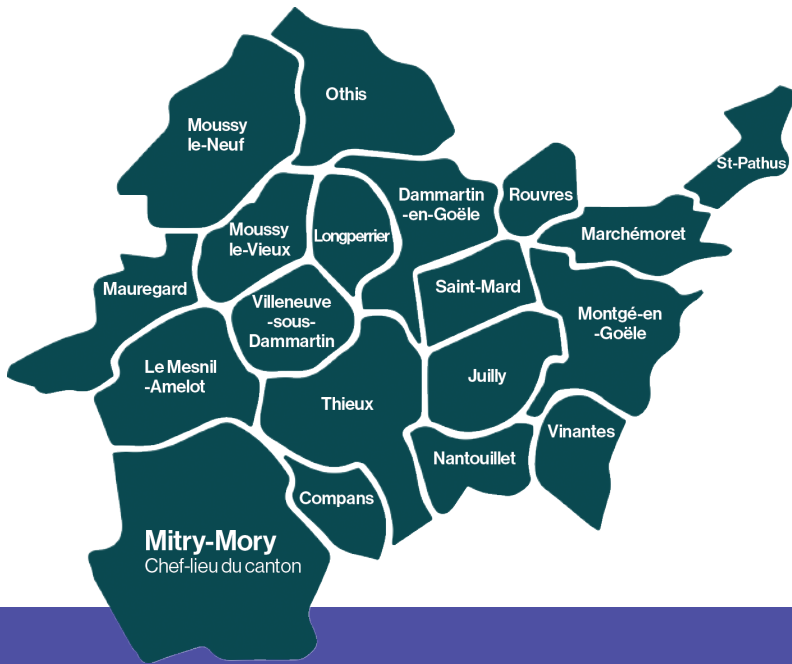 Othis
Moussy
le-Neuf
St-Pathus
Dammartin
-en-Goële
Rouvres
Moussy
le-Vieux
Longperrier
Marchémoret
Mauregard
Saint-Mard
Villeneuve
-sous-
Dammartin
Montgé-en
-Goële
Le Mesnil
-Amelot
Juilly
Thieux
Vinantes
Nantouillet
Compans
Mitry-Mory
Chef-lieu du canton